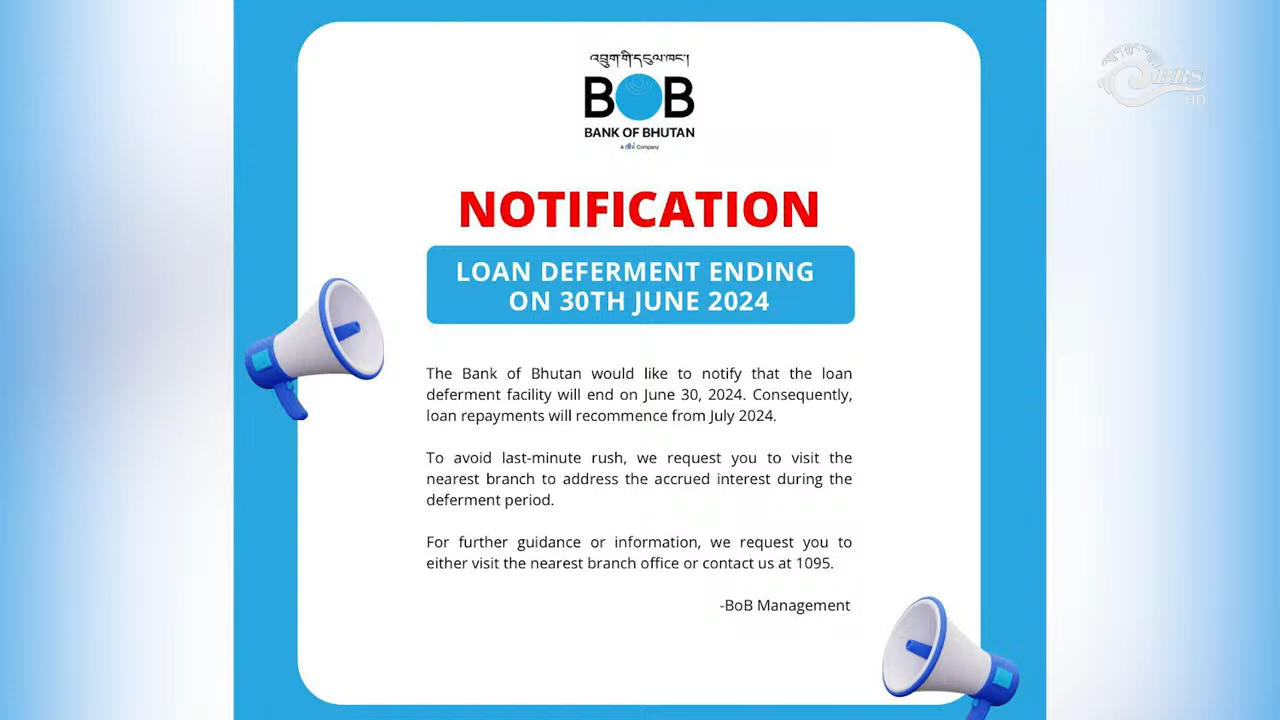 འབྲུག་གི་དངུལ་ཁང་།
BOB
BANK OF BHUTAN
A dhi Company
NOTIFICATION
LOAN DEFERMENT ENDING
ON 30TH JUNE 2024
The Bank of Bhutan would like to notify that the loan
deferment facility will end on June 30, 2024. Consequently,
loan repayments will recommence from July 2024.
To avoid last-minute rush, we request you to visit the
nearest branch to address the accrued interest during the
deferment period.
For further guidance or information, we request you to
either visit the nearest branch office or contact us at 1095.
-BoB Management
BBS
HD